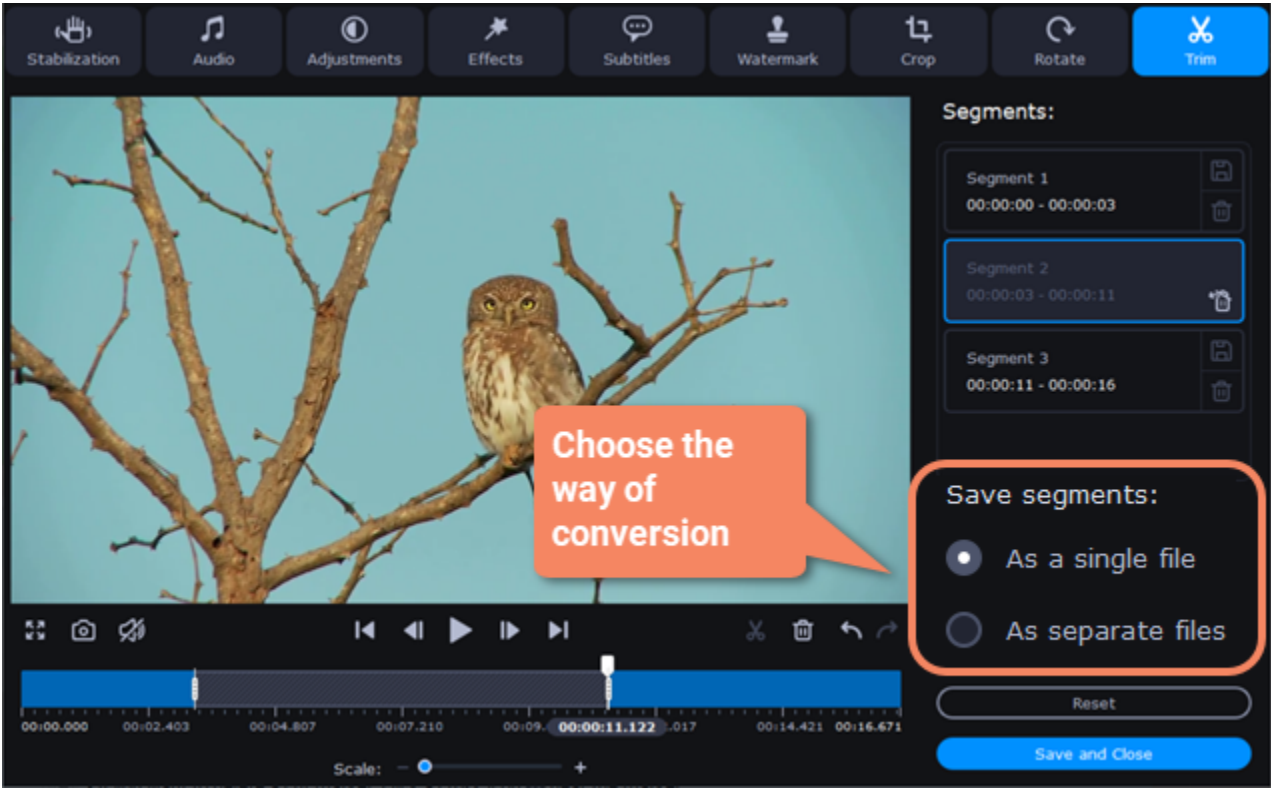 Stabilization
Audio
Adjustments
Effects
Subtitles
Watermark
Crop
Rotate
Trim
Segments:
Segment 1
00:00:00 - 00:00:03
Segment 2
00:00:03 - 00:00:11
Segment 3
00:00:11 - 00:00:16
Choose the
way of
conversion
Save segments:
As a single file
As separate files
00:00.000 00:02.403 00:04.807 00:07.210 00:09. 00:00:11.122 .017 00:14.421 00:16.671
Reset
Save and Close
Scale: – +